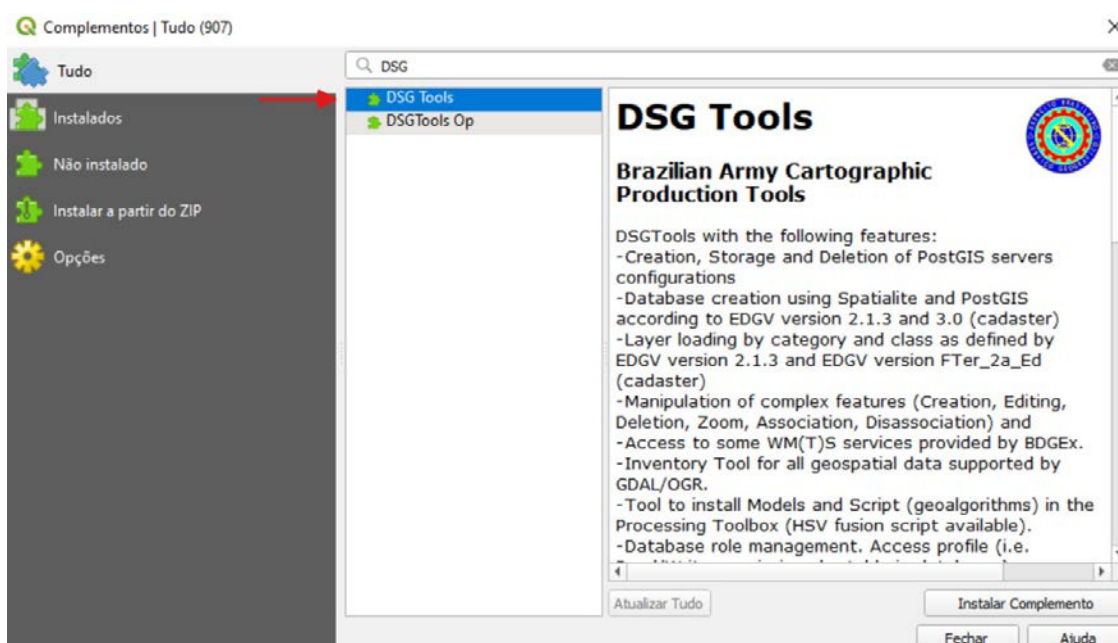 Complementos | Tudo (907)
Tudo
Instalados
Não instalado
Instalar a partir do ZIP
Opções
DSG
DSG Tools
DSGTools Op
DSG Tools
Brazilian Army Cartographic
Production Tools
DSGTools with the following features:
-Creation, Storage and Deletion of PostGIS servers
configurations
-Database creation using Spatialite and PostGIS
according to EDGV version 2.1.3 and 3.0 (cadaster)
-Layer loading by category and class as defined by
EDGV version 2.1.3 and EDGV version FTer_2a_Ed
(cadaster)
-Manipulation of complex features (Creation, Editing,
Deletion, Zoom, Association, Disassociation) and
-Access to some WM(T)S services provided by BDGEx.
-Inventory Tool for all geospatial data supported by
GDAL/OGR.
-Tool to install Models and Script (geoalgorithms) in the
Processing Toolbox (HSV fusion script available).
-Database role management. Access profile (i.e.
Atualizar Tudo
Instalar Complemento
Fechar
Ajuda